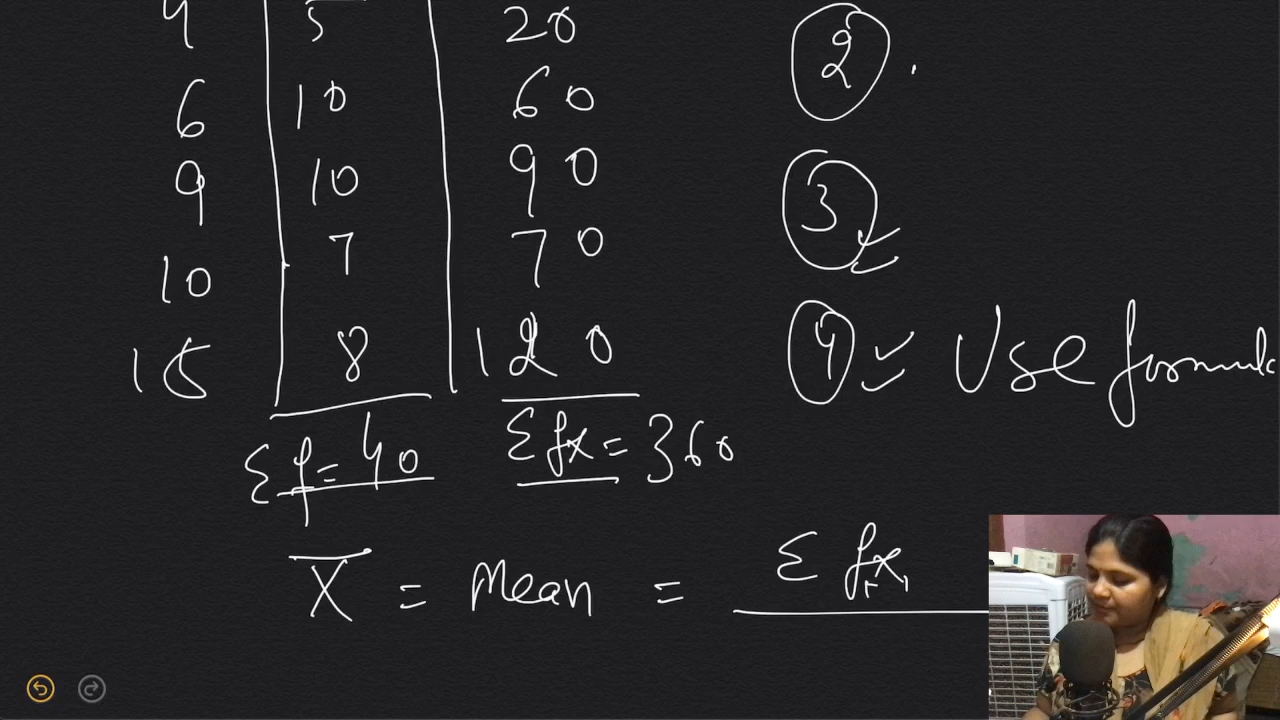 4 5 20
6 10 60 2.
9 10 90 3
10 7 70
15 8 120 4 Use formula
Σf = 40 Σfx = 360
X̄ = Mean = Σ fx